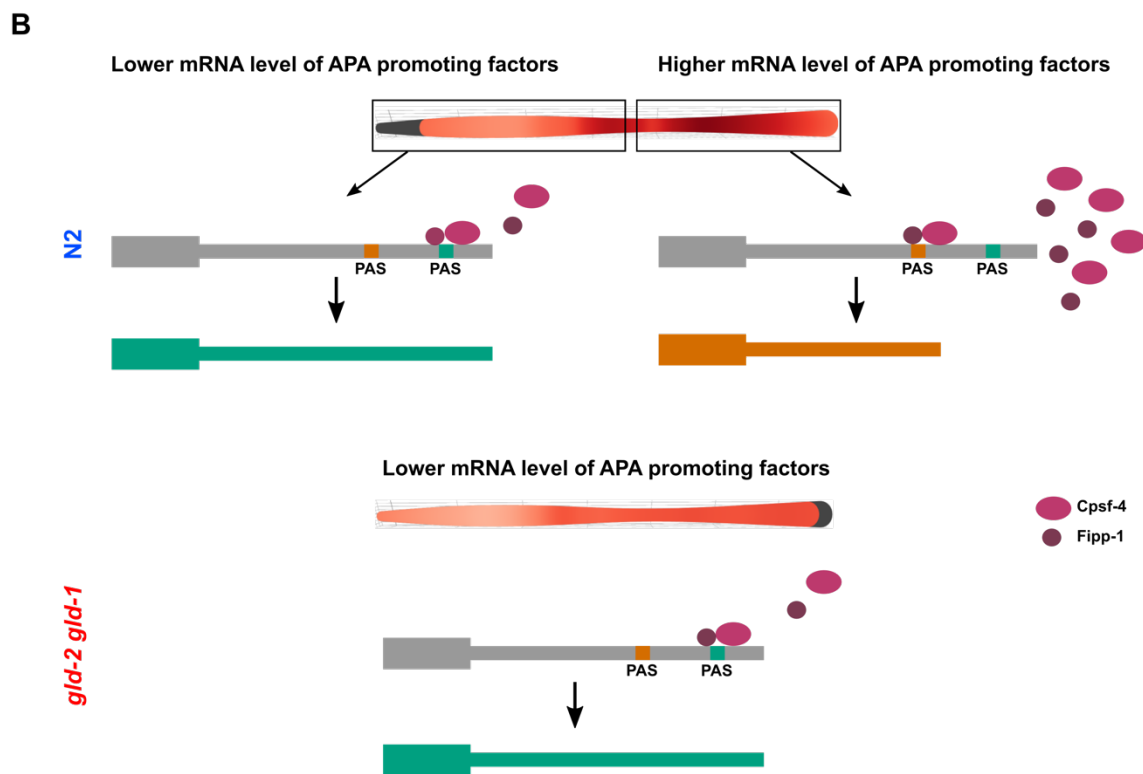 B
Lower mRNA level of APA promoting factors
Higher mRNA level of APA promoting factors
N2
PAS
PAS
PAS
PAS
Lower mRNA level of APA promoting factors
Cpsf-4
Fipp-1
gld-2 gld-1
PAS
PAS